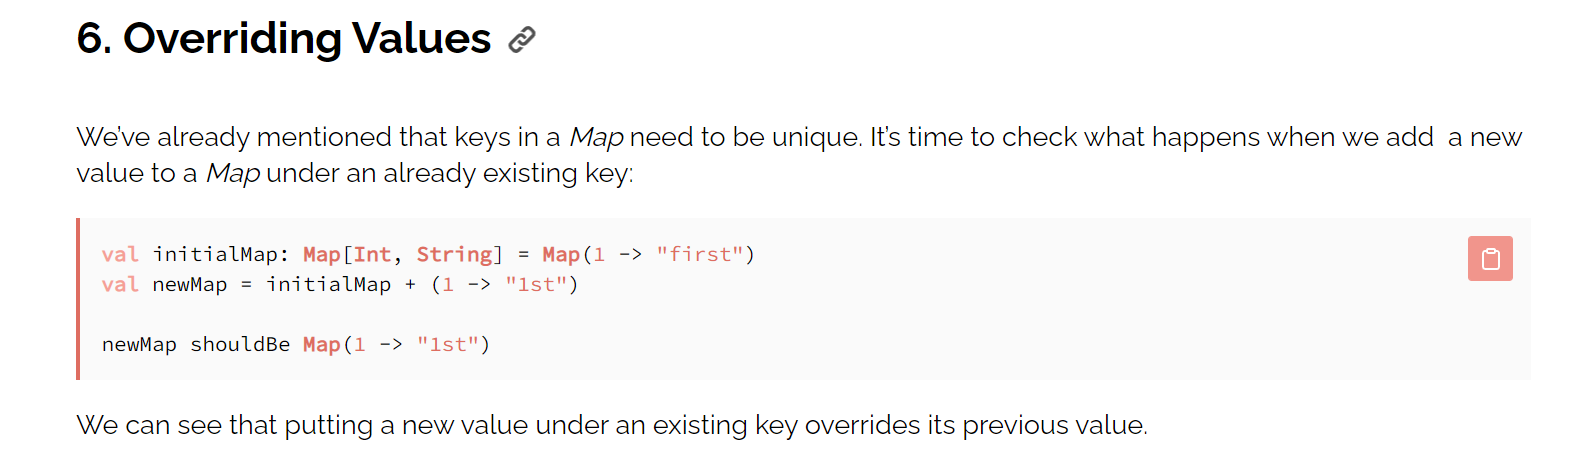 6. Overriding Values
We’ve already mentioned that keys in a Map need to be unique. It’s time to check what happens when we add  a new
value to a Map under an already existing key:
val initialMap: Map[Int, String] = Map(1 -> "first")
val newMap = initialMap + (1 -> "1st")
newMap shouldBe Map(1 -> "1st")
We can see that putting a new value under an existing key overrides its previous value.